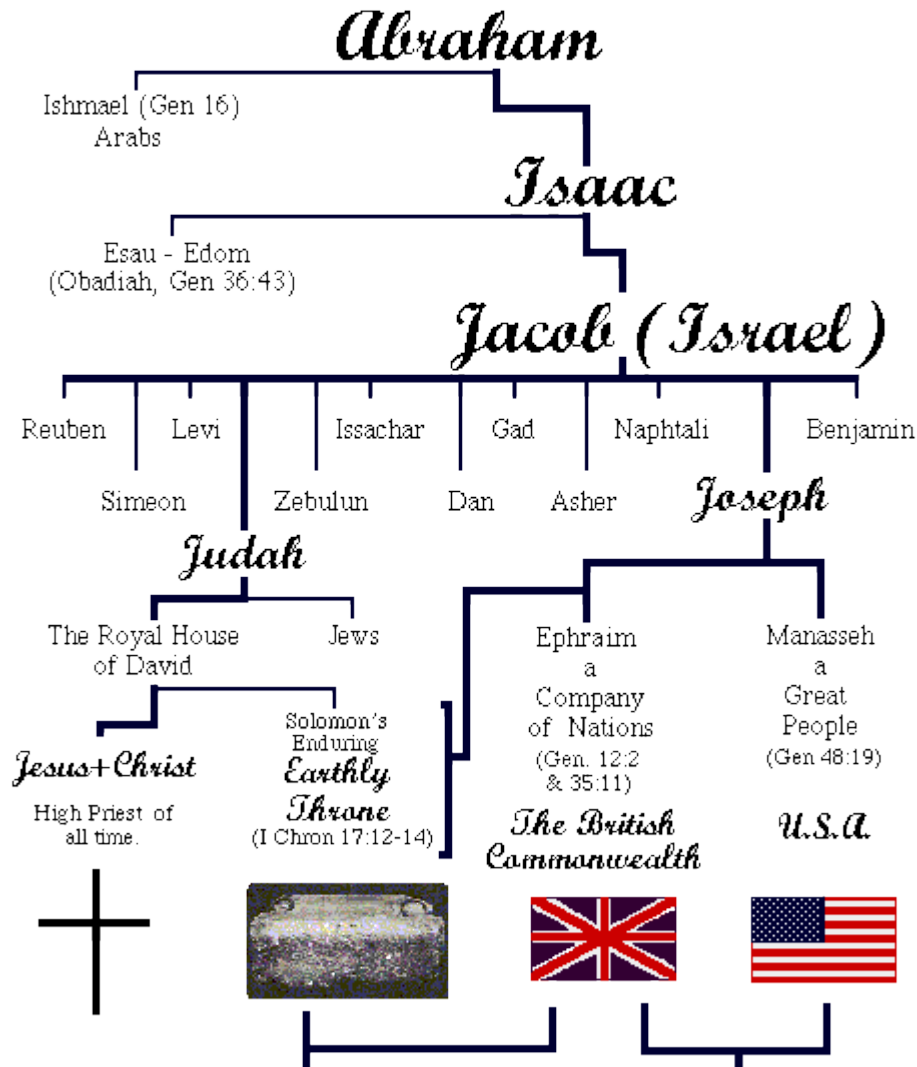 Abraham
Ishmael (Gen 16)
Arabs
Isaac
Esau - Edom
(Obadiah, Gen 36:43)
Jacob (Israel)
Reuben
Levi
Issachar
Gad
Naphtali
Benjamin
Simeon
Zebulun
Dan
Asher
Joseph
Judah
The Royal House
of David
Jews
Ephraim
a
Company
of Nations
(Gen. 12:2
& 35:11)
Manasseh
a
Great
People
(Gen 48:19)
Jesus+Christ
High Priest of
all time.
Solomon's
Enduring
Earthly
Throne
(I Chron 17:12-14)
The British
Commonwealth
U.S.A.